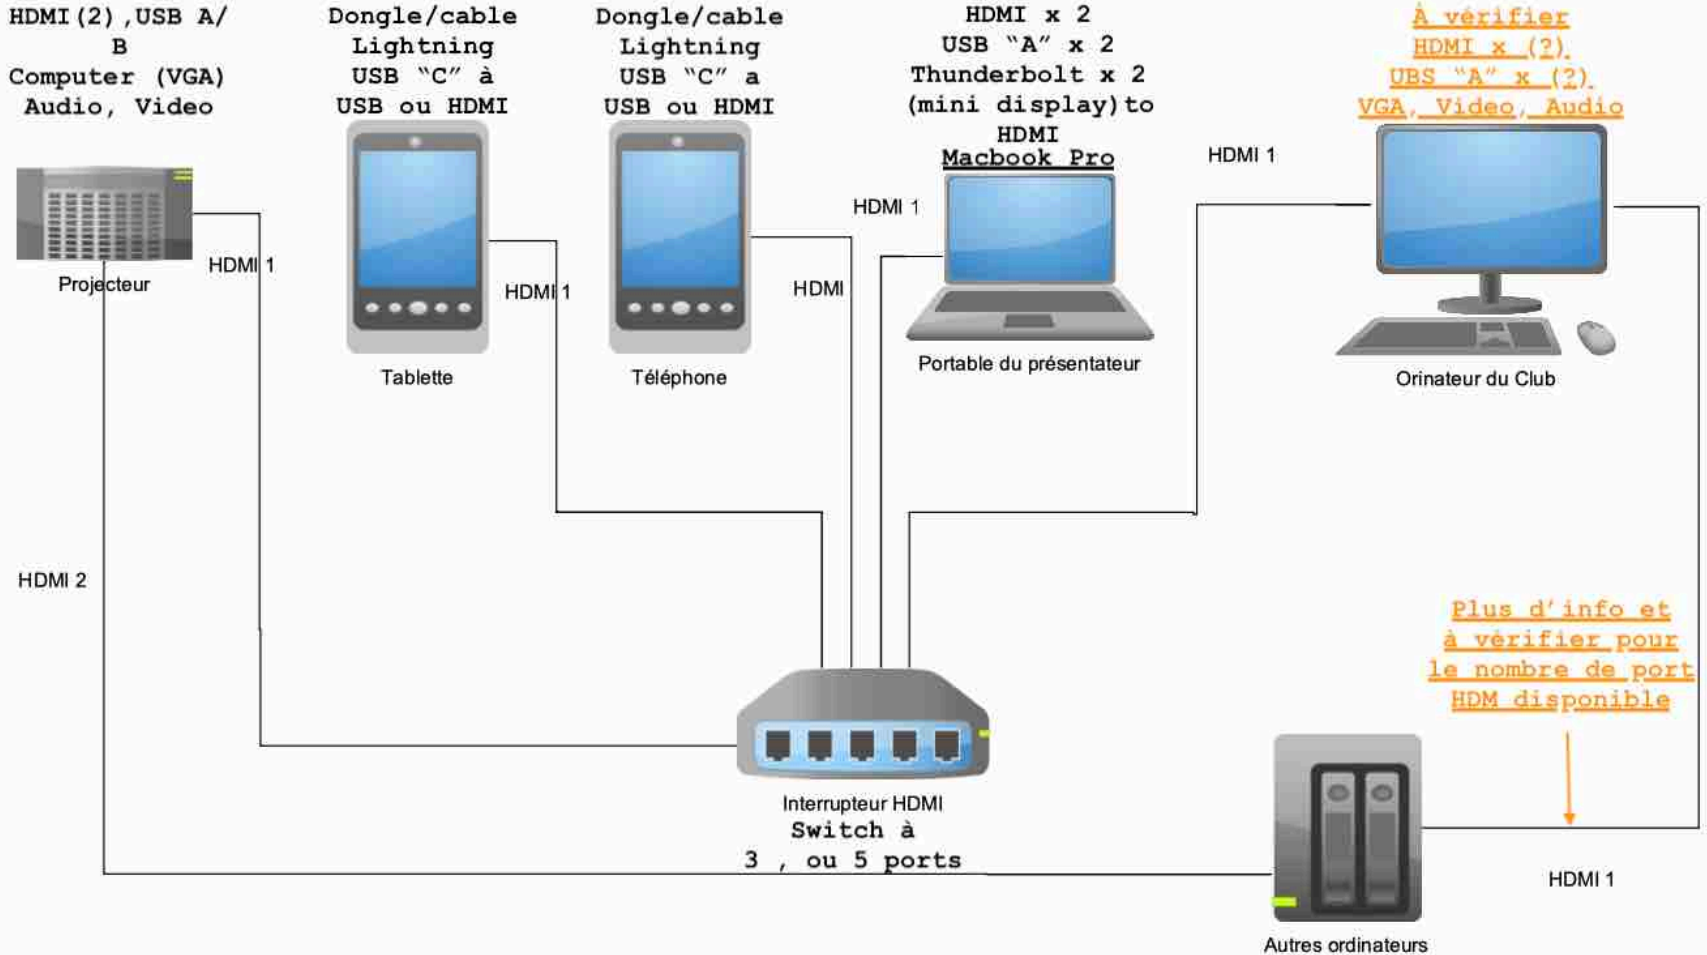 HDMI(2),USB A/
B
Computer (VGA)
Audio, Video
Dongle/cable
Lightning
USB “C” à
USB ou HDMI
Dongle/cable
Lightning
USB “C” a
USB ou HDMI
HDMI x 2
USB “A” x 2
Thunderbolt x 2
(mini display)to
HDMI
Macbook Pro
À vérifier
HDMI x (?)
UBS “A” x (?)
VGA, Video, Audio
HDMI 1
HDMI 1
HDMI 1
Projecteur
HDMI 1
HDMI
Tablette
Téléphone
Portable du présentateur
Orinateur du Club
HDMI 2
Plus d’info et
à vérifier pour
le nombre de port
HDM disponible
Interrupteur HDMI
Switch à
3 , ou 5 ports
HDMI 1
Autres ordinateurs